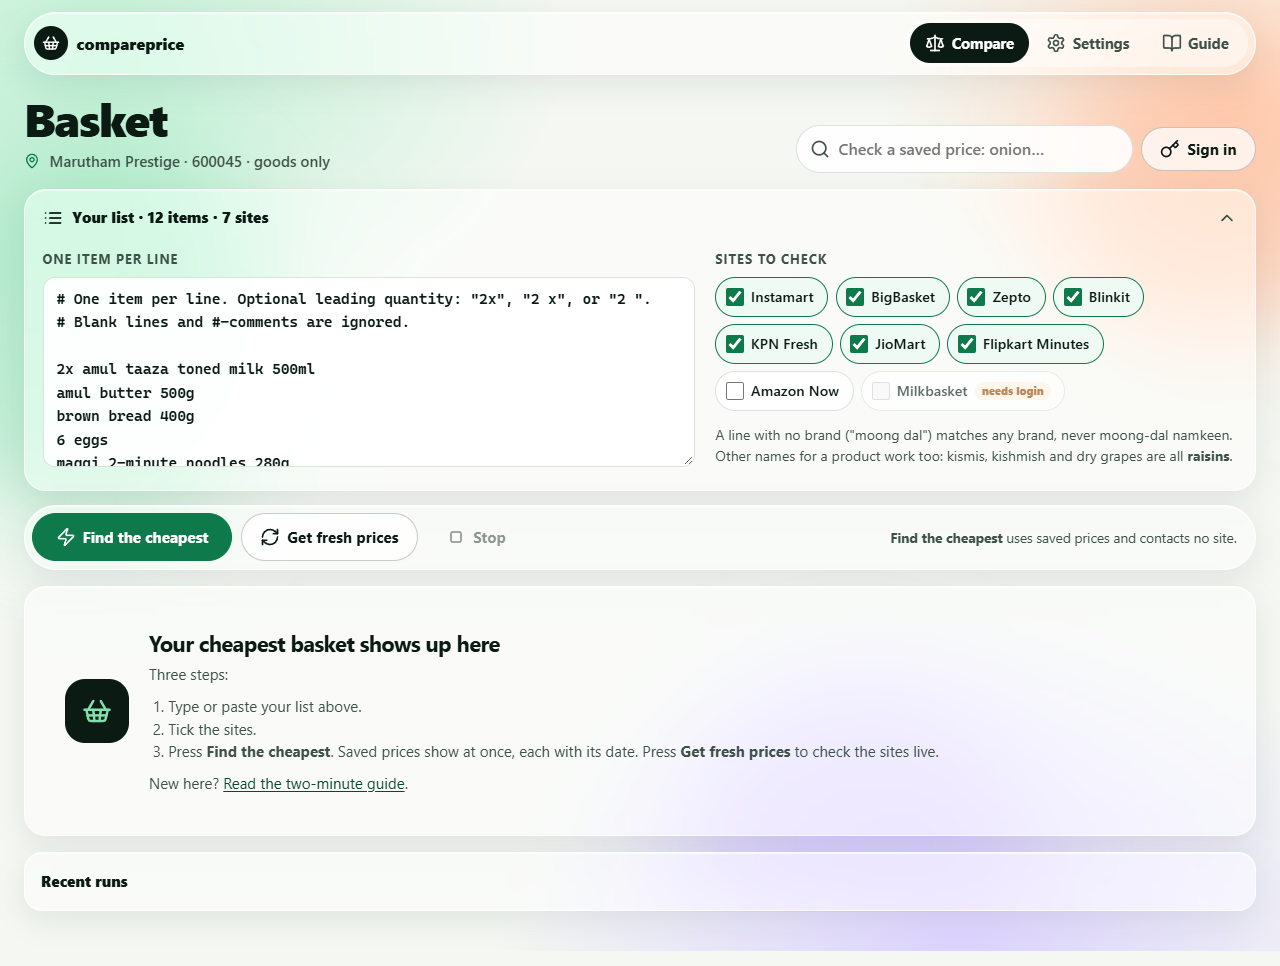 compareprice
Compare
Settings
Guide
Basket
Marutham Prestige · 600045 · goods only
Check a saved price: onion...
Sign in
Your list · 12 items · 7 sites
ONE ITEM PER LINE
# One item per line. Optional leading quantity: "2x", "2 x", or "2 ".
# Blank lines and #-comments are ignored.
2x amul taaza toned milk 500ml
amul butter 500g
brown bread 400g
6 eggs
maggi 2-minute noodles 280g
SITES TO CHECK
Instamart
BigBasket
Zepto
Blinkit
KPN Fresh
JioMart
Flipkart Minutes
Amazon Now
Milkbasket needs login
A line with no brand ("moong dal") matches any brand, never moong-dal namkeen.
Other names for a product work too: kismis, kishmish and dry grapes are all raisins.
Find the cheapest
Get fresh prices
Stop
Find the cheapest uses saved prices and contacts no site.
Your cheapest basket shows up here
Three steps:
1. Type or paste your list above.
2. Tick the sites.
3. Press Find the cheapest. Saved prices show at once, each with its date. Press Get fresh prices to check the sites live.
New here? Read the two-minute guide.
Recent runs